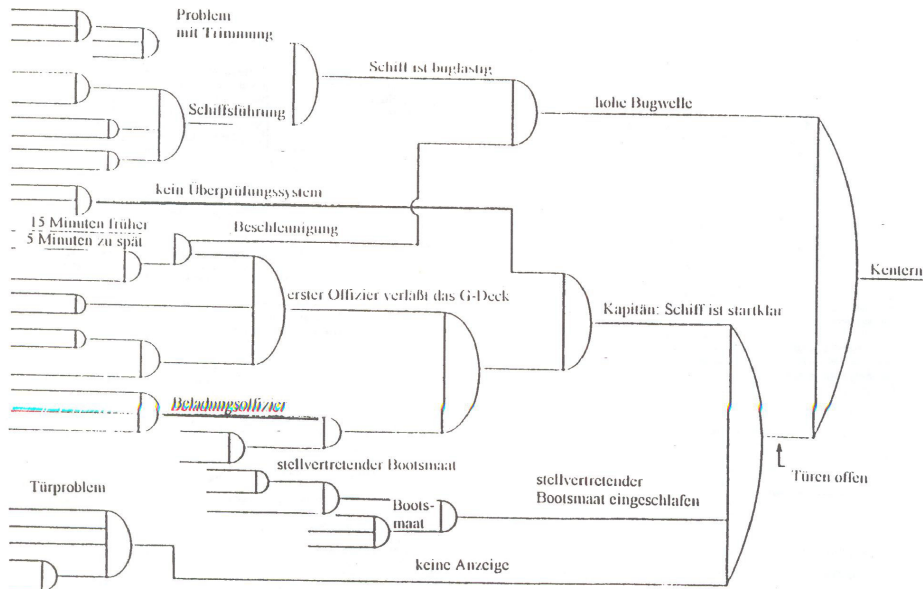 Problem
mit Trimmung
Schiff ist buglastig
Schiffsführung
hohe Bugwelle
kein Überprüfungssystem
15 Minuten früher
5 Minuten zu spät
Beschleunigung
Kentern
erster Offizier verläßt das G-Deck
Kapitän: Schiff ist startklar
Beladungsoffizier
stellvertretender Bootsmaat
Türen offen
Türproblem
stellvertretender
Bootsmaat eingeschlafen
Boots-
maat
keine Anzeige